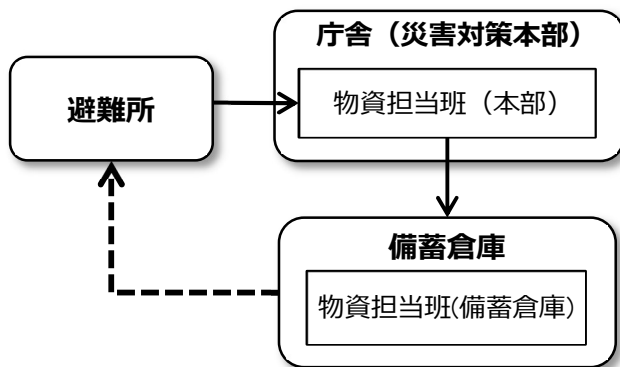 庁舎（災害対策本部）
物資担当班（本部）
避難所
備蓄倉庫
物資担当班(備蓄倉庫)